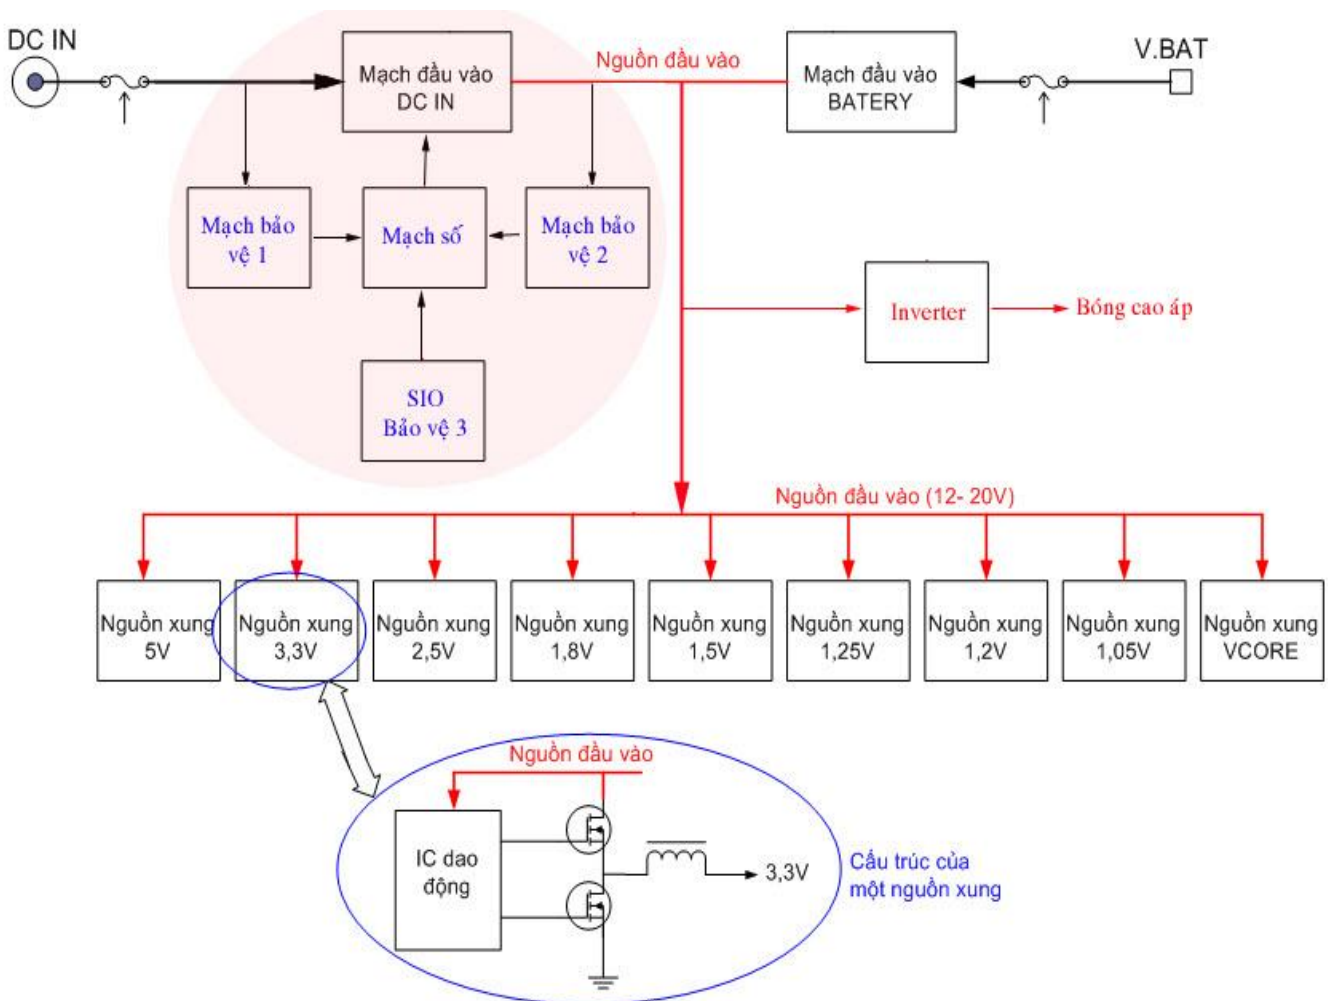 DC IN
Mạch đầu vào
DC IN
Nguồn đầu vào
Mạch đầu vào
BATERY
V.BAT
Mạch bảo
vệ 1
Mạch số
Mạch bảo
vệ 2
Inverter
Bóng cao áp
SIO
Bảo vệ 3
Nguồn đầu vào (12- 20V)
Nguồn xung
5V
Nguồn xung
3,3V
Nguồn xung
2,5V
Nguồn xung
1,8V
Nguồn xung
1,5V
Nguồn xung
1,25V
Nguồn xung
1,2V
Nguồn xung
1,05V
Nguồn xung
VCORE
Nguồn đầu vào
IC dao
động
3,3V
Cấu trúc của
một nguồn xung